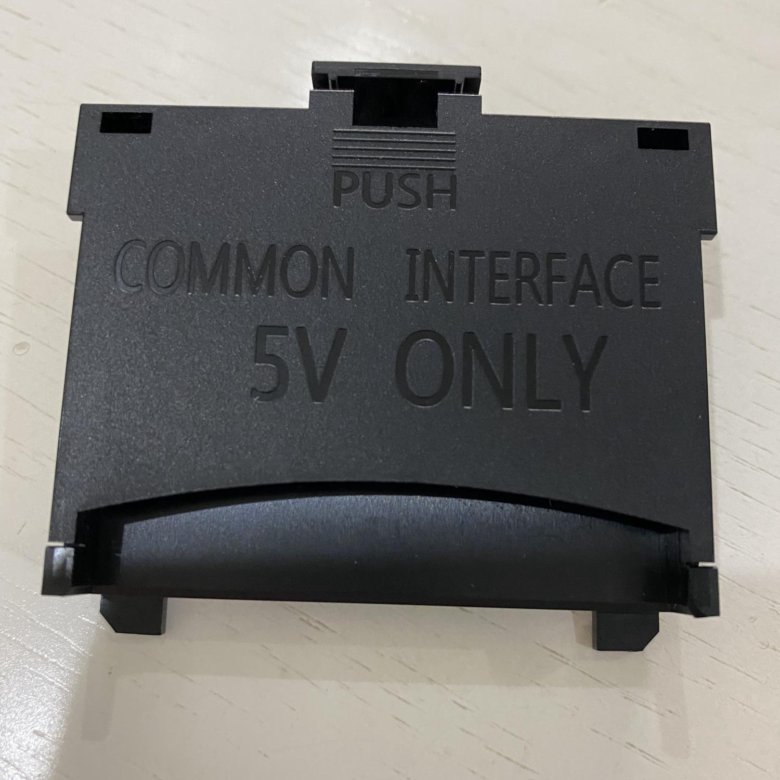 PUSH
COMMON INTERFACE
5V ONLY